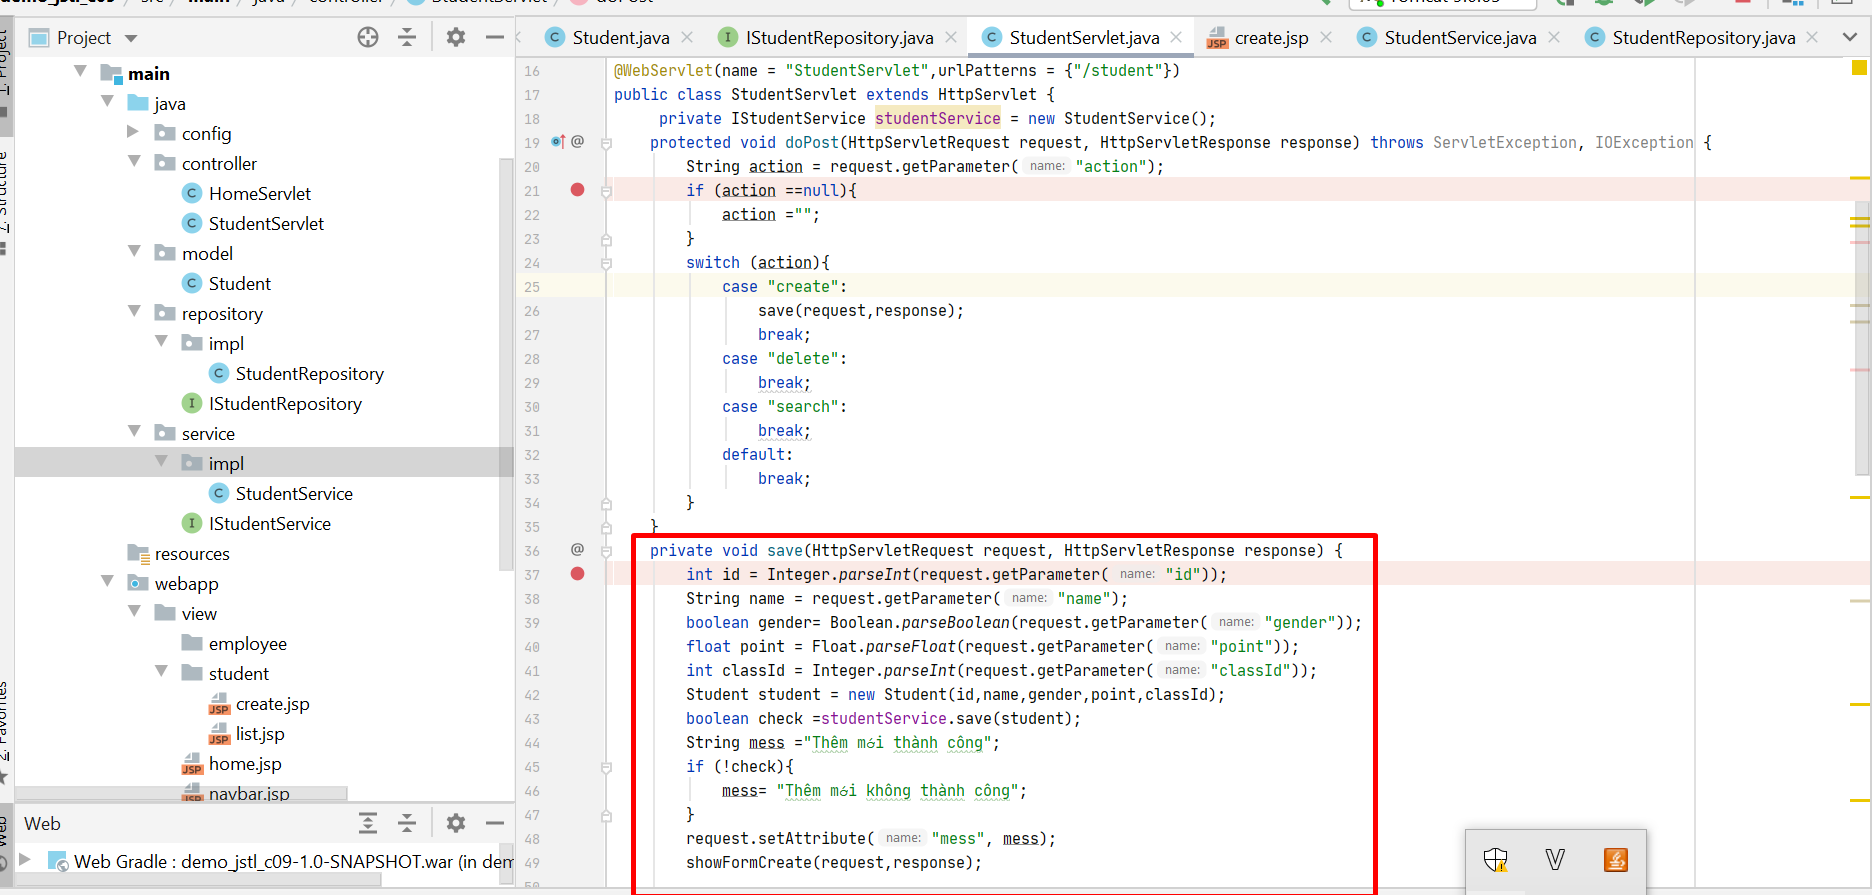 Project
Student.java
IStudentRepository.java
StudentServlet.java
create.jsp
StudentService.java
StudentRepository.java
main
java
config
controller
HomeServlet
StudentServlet
model
Student
repository
impl
StudentRepository
IStudentRepository
service
impl
StudentService
IStudentService
resources
webapp
view
employee
student
create.jsp
list.jsp
home.jsp
navbar.jsp
Web
Web Gradle : demo_jstl_c09-1.0-SNAPSHOT.war (in dem
16 @WebServlet(name = "StudentServlet",urlPatterns = {"/student"})
17 public class StudentServlet extends HttpServlet {
18 private IStudentService studentService = new StudentService();
19 protected void doPost(HttpServletRequest request, HttpServletResponse response) throws ServletException, IOException {
20 String action = request.getParameter( name: "action");
21 if (action ==null){
22 action ="";
23 }
24 switch (action){
25 case "create":
26 save(request,response);
27 break;
28 case "delete":
29 break;
30 case "search":
31 break;
32 default:
33 break;
34 }
35 }
36 private void save(HttpServletRequest request, HttpServletResponse response) {
37 int id = Integer.parseInt(request.getParameter( name: "id"));
38 String name = request.getParameter( name: "name");
39 boolean gender= Boolean.parseBoolean(request.getParameter( name: "gender"));
40 float point = Float.parseFloat(request.getParameter( name: "point"));
41 int classId = Integer.parseInt(request.getParameter( name: "classId"));
42 Student student = new Student(id,name,gender,point,classId);
43 boolean check =studentService.save(student);
44 String mess ="Thêm mới thành công";
45 if (!check){
46 mess= "Thêm mới không thành công";
47 }
48 request.setAttribute( name: "mess", mess);
49 showFormCreate(request,response);